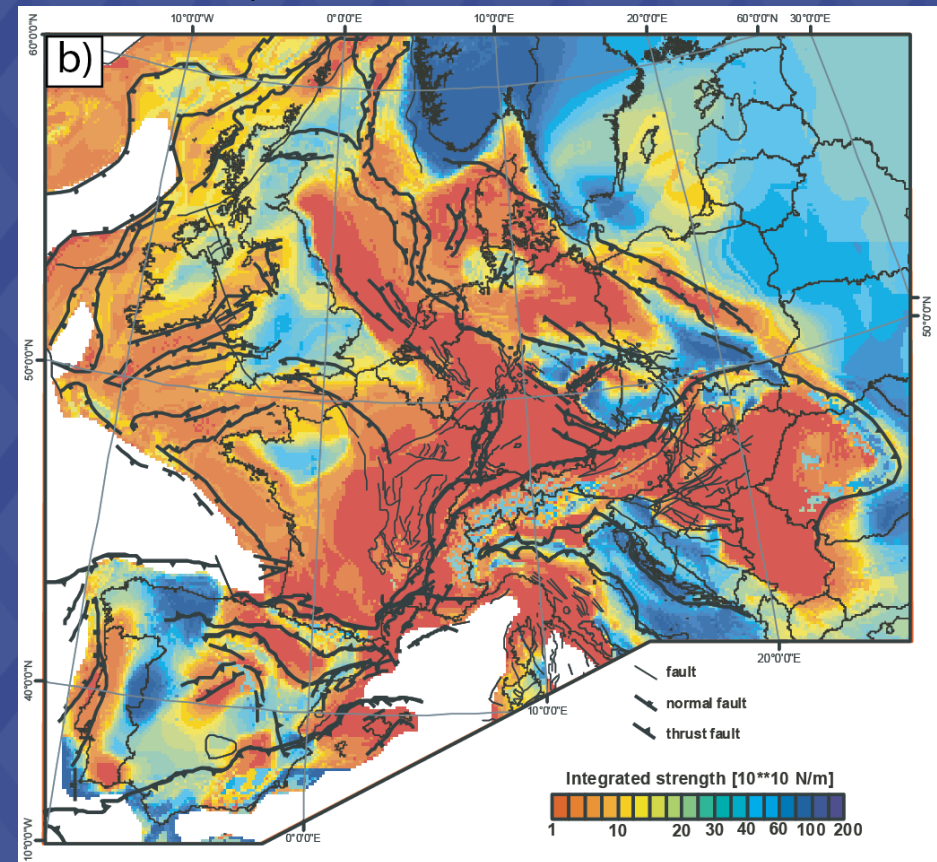 10°0'0"W 0°0'0"E 10°0'0"E 20°0'0"E 60°0'0"N 30°0'0"E
60°0'0"N
b)
50°0'0"N
50°0'0"N
40°0'0"N
20°0'0"E
10°0'0"E
fault
normal fault
thrust fault
Integrated strength [10**10 N/m]
1 10 20 30 40 60 100 200
10°0'0"W
0°0'0"E